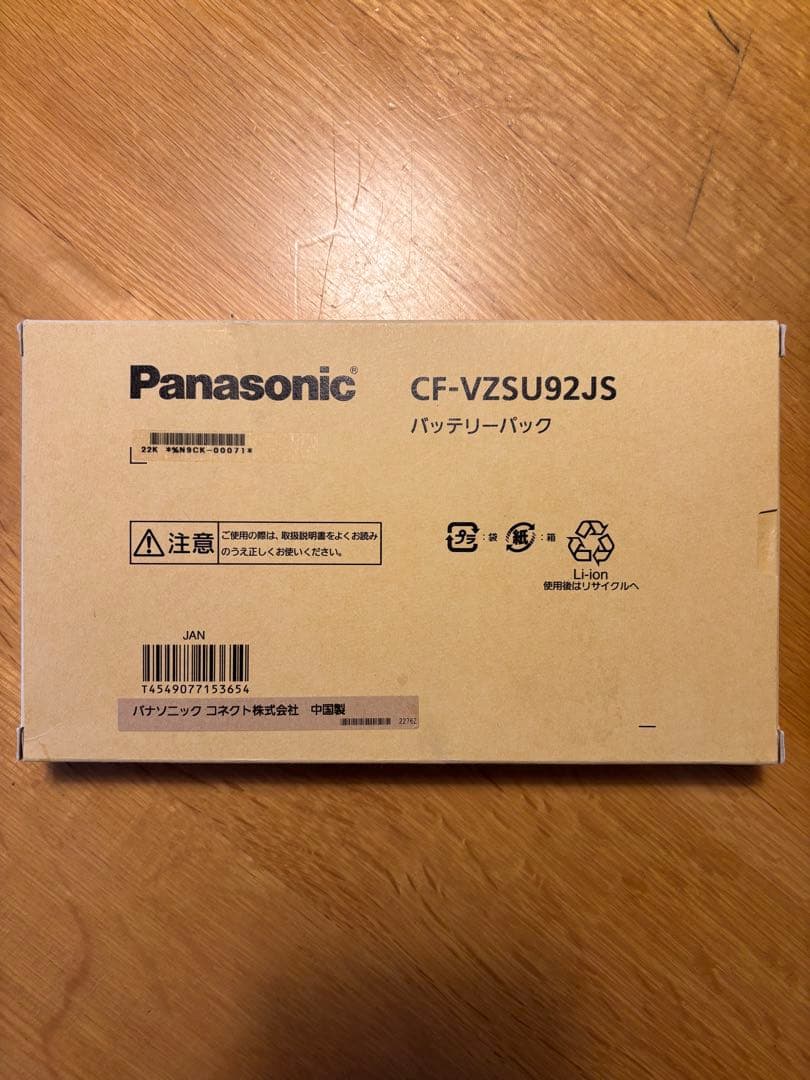 Panasonic®
CF-VZSU92JS
バッテリーパック
22K *%N9CK-00071*
注意
ご使用の際は、取扱説明書をよくお読み
のうえ正しくお使いください。
プラ:袋 紙:箱
Li-ion
使用後はリサイクルへ
JAN
T4549077153654
パナソニック コネクト株式会社 中国製
2276Z